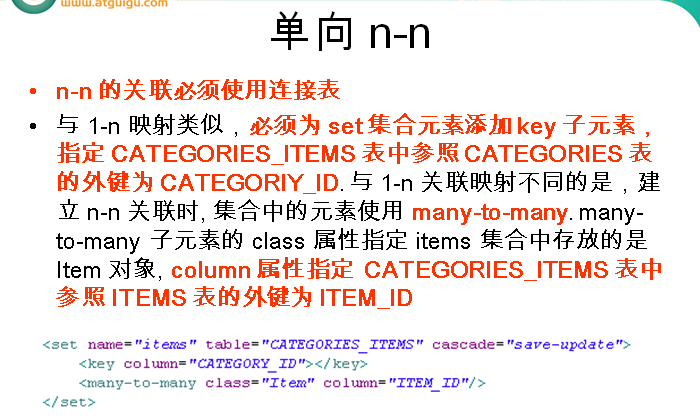 www.atguigu.com
单向 n-n
• n-n 的关联必须使用连接表
• 与 1-n 映射类似，必须为 set 集合元素添加 key 子元素，
指定 CATEGORIES_ITEMS 表中参照 CATEGORIES 表
的外键为 CATEGORIY_ID. 与 1-n 关联映射不同的是，建
立 n-n 关联时, 集合中的元素使用 many-to-many. many-
to-many 子元素的 class 属性指定 items 集合中存放的是
Item 对象, column 属性指定 CATEGORIES_ITEMS 表中
参照 ITEMS 表的外键为 ITEM_ID
<set name="items" table="CATEGORIES_ITEMS" cascade="save-update">
<key column="CATEGORY_ID"></key>
<many-to-many class="Item" column="ITEM_ID"/>
</set>